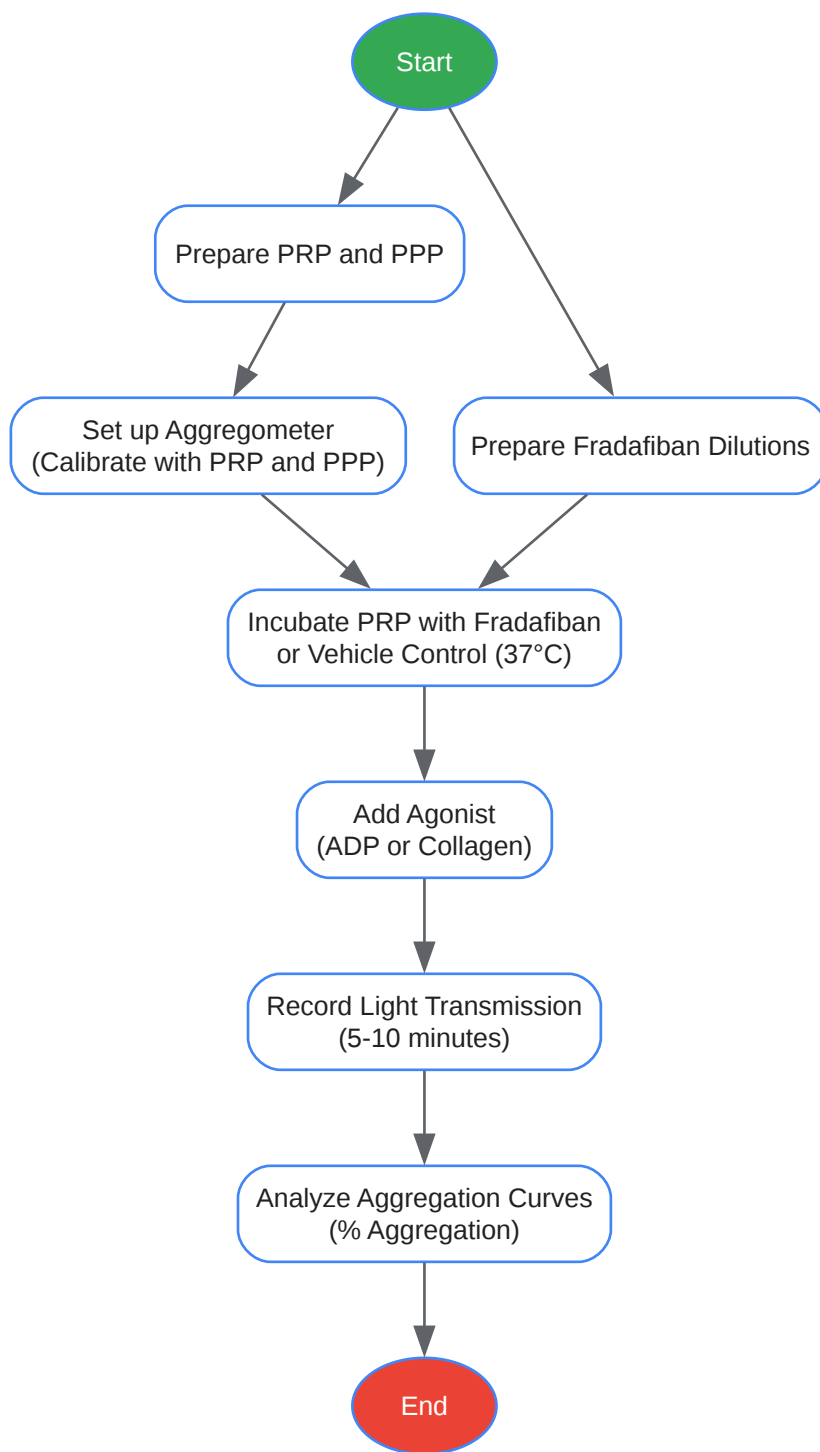 Start
Prepare PRP and PPP
Set up Aggregometer
(Calibrate with PRP and PPP)
Prepare Fradafiban Dilutions
Incubate PRP with Fradafiban
or Vehicle Control (37°C)
Add Agonist
(ADP or Collagen)
Record Light Transmission
(5-10 minutes)
Analyze Aggregation Curves
(% Aggregation)
End